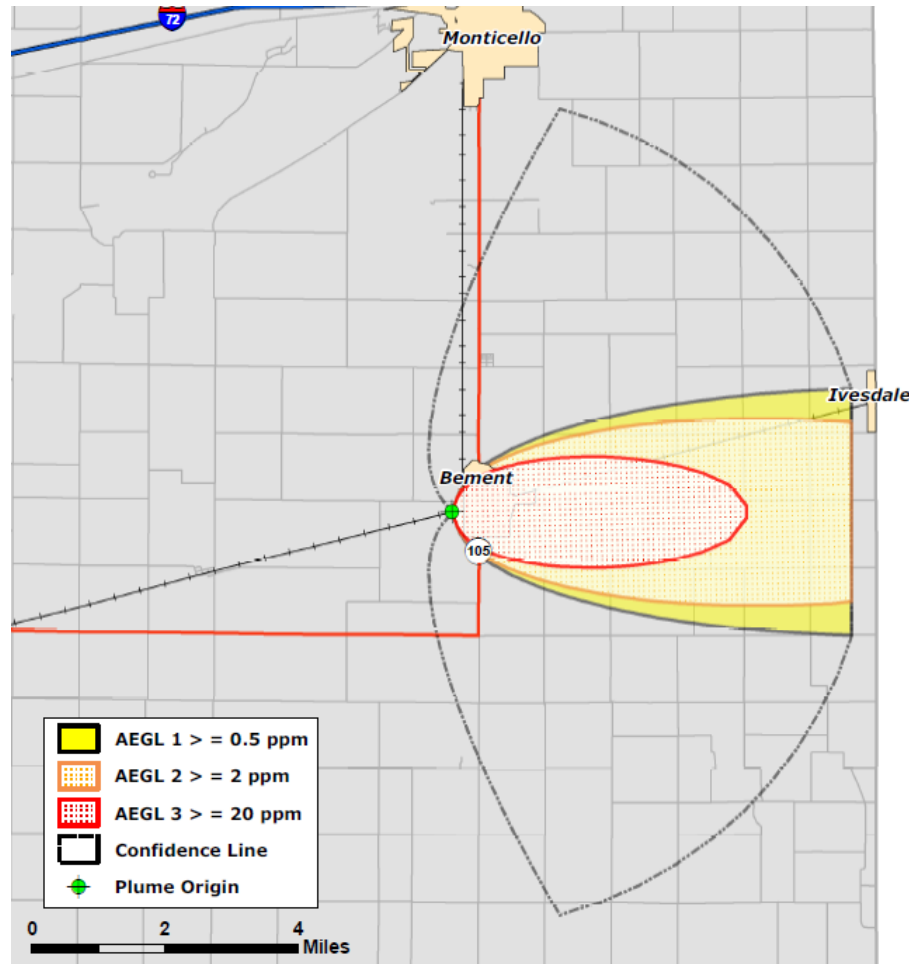 72
Monticello
Ivesdale
Bement
105
AEGL 1 > = 0.5 ppm
AEGL 2 > = 2 ppm
AEGL 3 > = 20 ppm
Confidence Line
Plume Origin
0 2 4
Miles